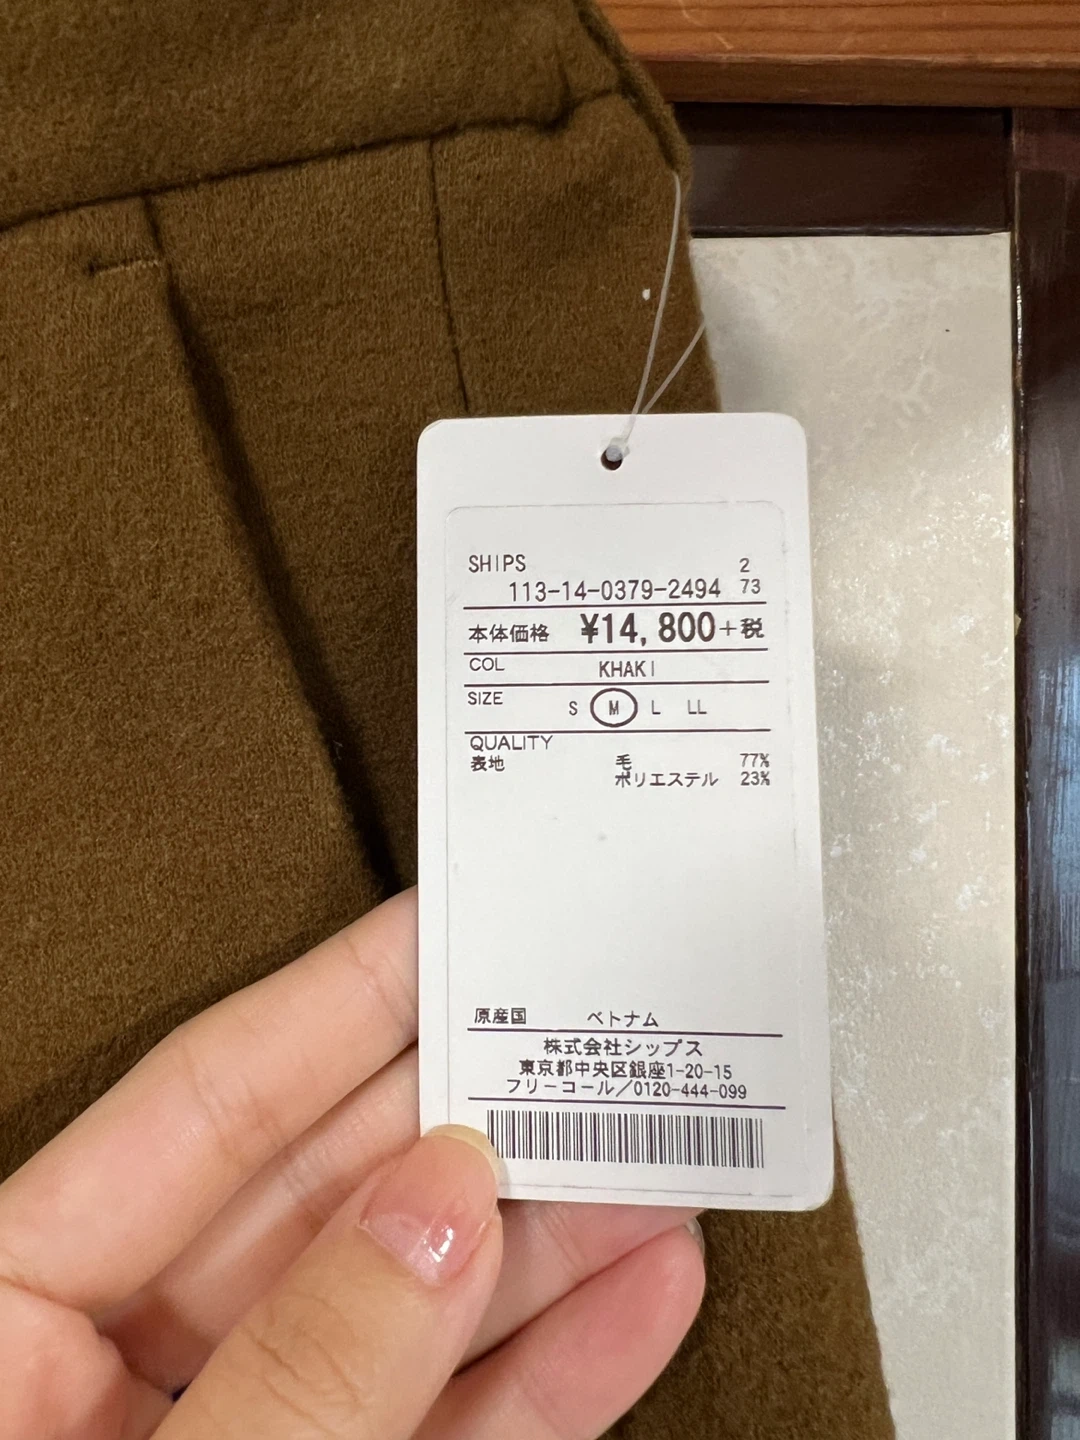 SHIPS 2
113-14-0379-2494 73
本体価格 ¥14,800+税
COL KHAKI
SIZE S M L LL
QUALITY
表地 毛 77%
ポリエステル 23%
原産国 ベトナム
株式会社シップス
東京都中央区銀座1-20-15
フリーコール/0120-444-099